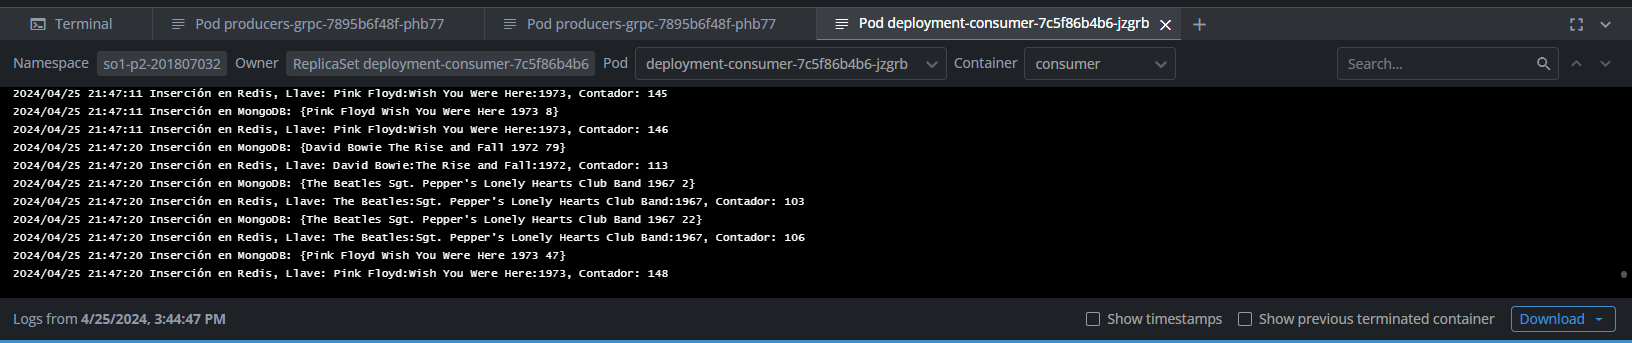 Terminal
Pod producers-grpc-7895b6f48f-phb77
Pod producers-grpc-7895b6f48f-phb77
Pod deployment-consumer-7c5f86b4b6-jzgrb
Namespace so1-p2-201807032 Owner ReplicaSet deployment-consumer-7c5f86b4b6 Pod deployment-consumer-7c5f86b4b6-jzgrb Container consumer Search...
2024/04/25 21:47:11 Inserción en Redis, Llave: Pink Floyd:Wish You Were Here:1973, Contador: 145
2024/04/25 21:47:11 Inserción en MongoDB: {Pink Floyd Wish You Were Here 1973 8}
2024/04/25 21:47:11 Inserción en Redis, Llave: Pink Floyd:Wish You Were Here:1973, Contador: 146
2024/04/25 21:47:20 Inserción en MongoDB: {David Bowie The Rise and Fall 1972 79}
2024/04/25 21:47:20 Inserción en Redis, Llave: David Bowie:The Rise and Fall:1972, Contador: 113
2024/04/25 21:47:20 Inserción en MongoDB: {The Beatles Sgt. Pepper's Lonely Hearts Club Band 1967 2}
2024/04/25 21:47:20 Inserción en Redis, Llave: The Beatles:Sgt. Pepper's Lonely Hearts Club Band:1967, Contador: 103
2024/04/25 21:47:20 Inserción en MongoDB: {The Beatles Sgt. Pepper's Lonely Hearts Club Band 1967 22}
2024/04/25 21:47:20 Inserción en Redis, Llave: The Beatles:Sgt. Pepper's Lonely Hearts Club Band:1967, Contador: 106
2024/04/25 21:47:20 Inserción en MongoDB: {Pink Floyd Wish You Were Here 1973 47}
2024/04/25 21:47:20 Inserción en Redis, Llave: Pink Floyd:Wish You Were Here:1973, Contador: 148
Logs from 4/25/2024, 3:44:47 PM Show timestamps Show previous terminated container Download